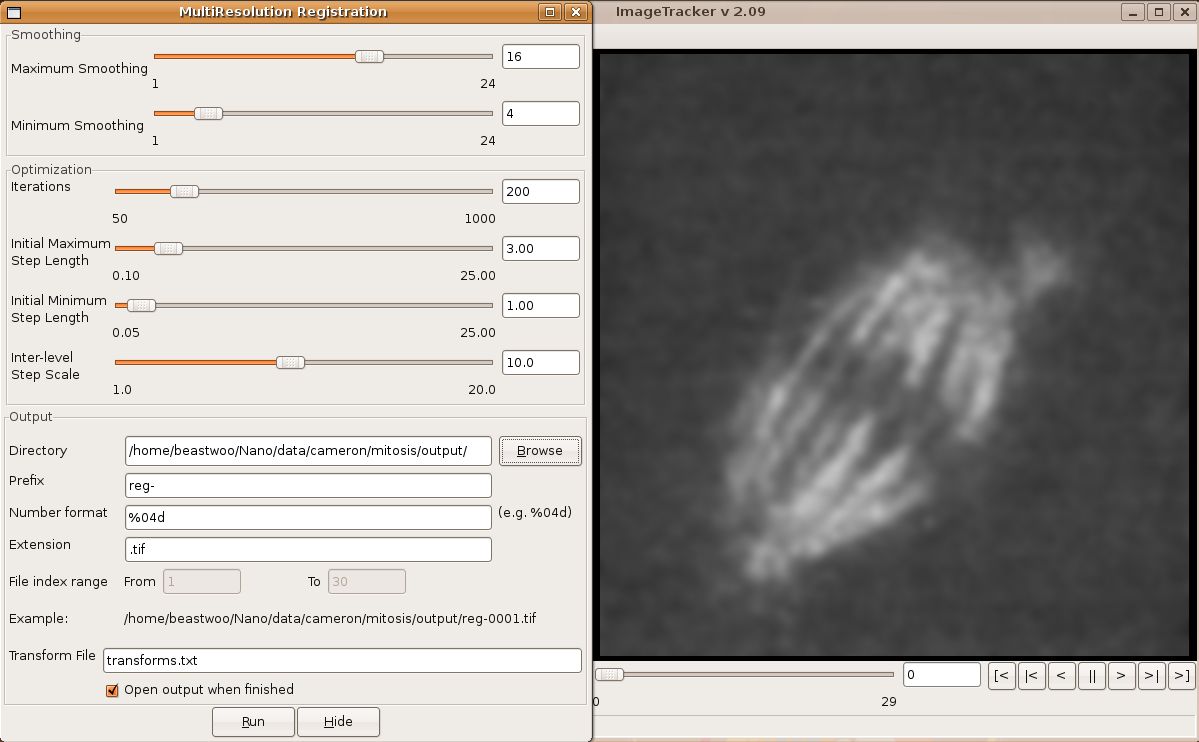 MultiResolution Registration
ImageTracker v 2.09
Smoothing
Maximum Smoothing
16
1 24
Minimum Smoothing
4
1 24
Optimization
Iterations
200
50 1000
Initial Maximum
Step Length
3.00
0.10 25.00
Initial Minimum
Step Length
1.00
0.05 25.00
Inter-level
Step Scale
10.0
1.0 20.0
Output
Directory /home/beastwoo/Nano/data/cameron/mitosis/output/ Browse
Prefix reg-
Number format %04d (e.g. %04d)
Extension .tif
File index range From 1 To 30
Example: /home/beastwoo/Nano/data/cameron/mitosis/output/reg-0001.tif
Transform File transforms.txt
Open output when finished
Run Hide
0 [< |< < || > >| >]
0 29